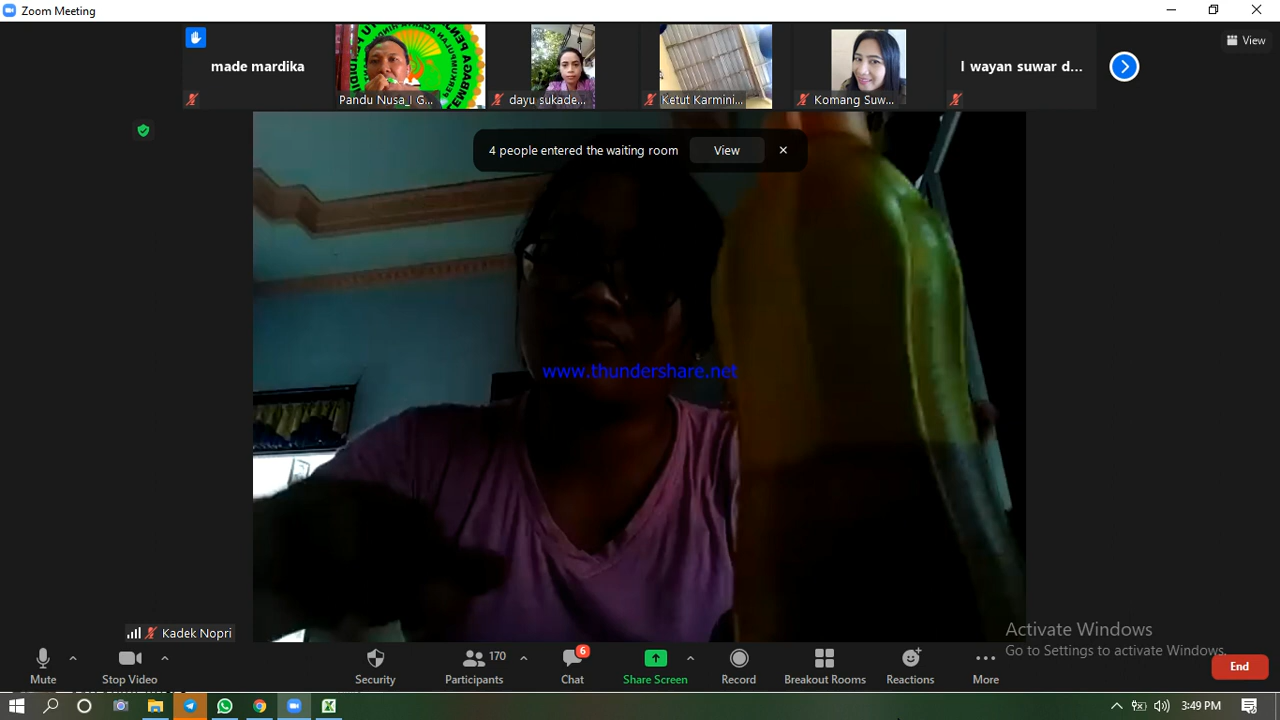 Zoom Meeting
View
made mardika
Pandu Nusa_I G...
dayu sukade...
Ketut Karmini...
Komang Suw...
I wayan suwar d...
4 people entered the waiting room
View
www.thundershare.net
Kadek Nopri
Activate Windows
Go to Settings to activate Windows.
Mute
Stop Video
Security
170
Participants
6
Chat
Share Screen
Record
Breakout Rooms
Reactions
More
End
3:49 PM